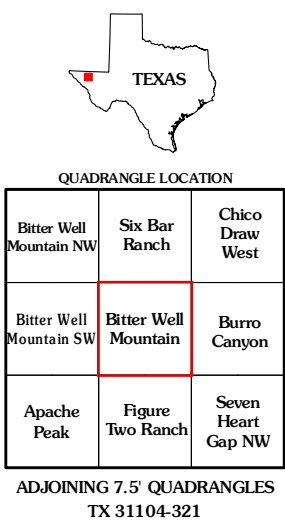 TEXAS
QUADRANGLE LOCATION
Bitter Well
Mountain NW
Six Bar
Ranch
Chico
Draw
West
Bitter Well
Mountain SW
Bitter Well
Mountain
Burro
Canyon
Apache
Peak
Figure
Two Ranch
Seven
Heart
Gap NW
ADJOINING 7.5' QUADRANGLES
TX 31104-321